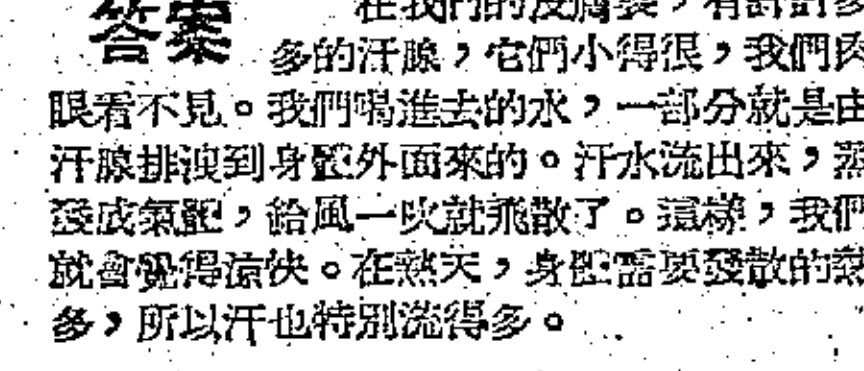 答案
在我們的皮膚裏，有許許多
多的汗腺，它們小得很，我們肉
眼看不見。我們喝進去的水，一部分就是由
汗腺排洩到身體外面來的。汗水流出來，蒸
發成氣體，給風一吹就飛散了。這樣，我們
就會覺得涼快。在熱天，身體需要發散的熱
多，所以汗也特別流得多。